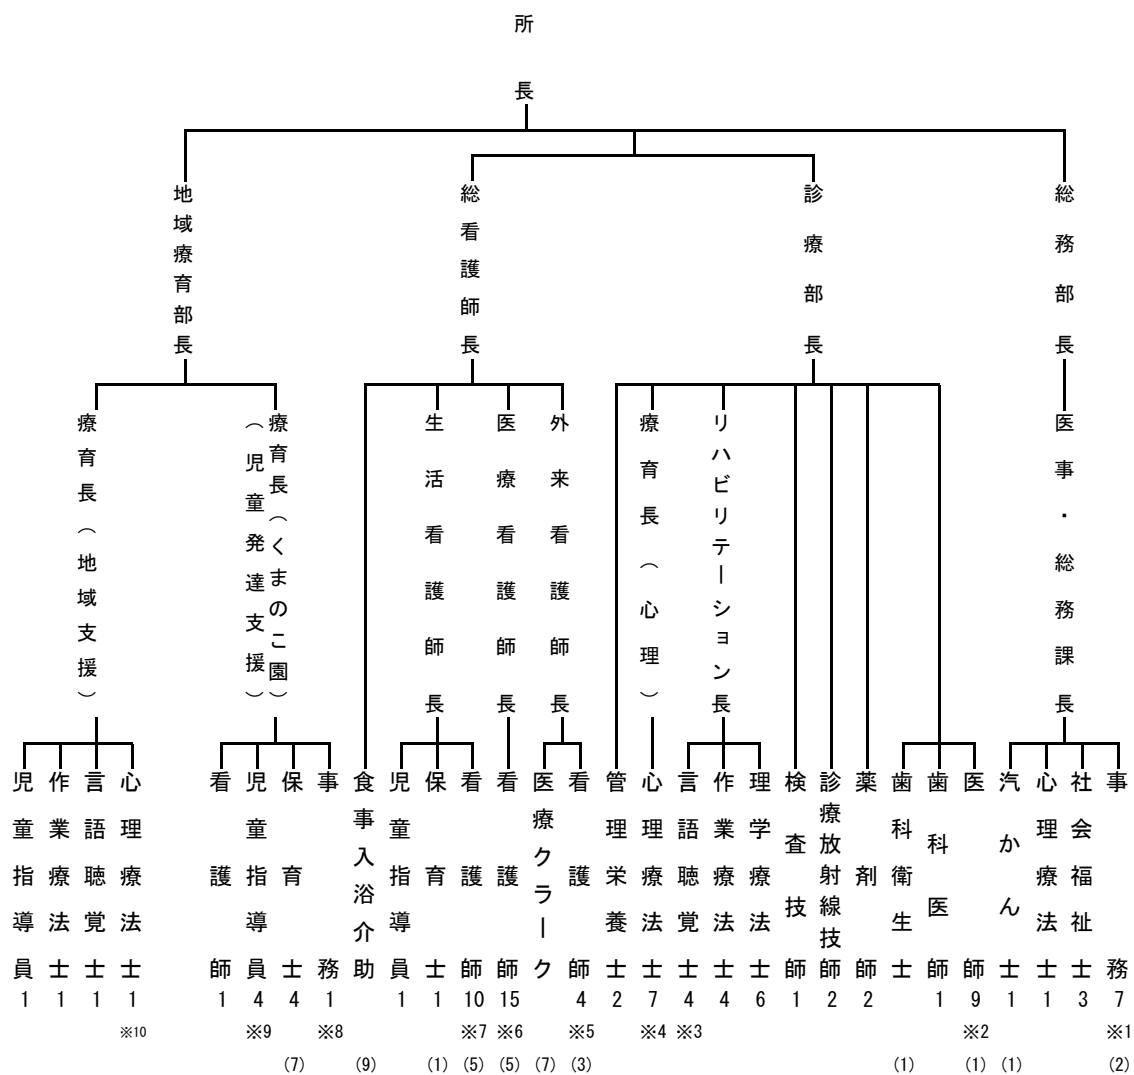 所長
地域療育部長
総看護師長
診療部長
総務部長
療育長（地域支援）
療育長（くまのこ園）
（児童発達支援）
生活看護師長
医療看護師長
外来看護師長
療育長（心理）
リハビリテーション長
医事・総務課長
児童指導員 1
作業療法士 1
言語聴覚士 1
心理療法士 1 ※10
看護師 1
児童指導員 4 ※9
保育士 4 (7)
事務 1 ※8
食事入浴介助 (9)
児童指導員 1
保育士 1 (1)
看護師 10 ※7 (5)
看護師 15 ※6 (5)
医療クラーク (7)
看護師 4 ※5 (3)
管理栄養士 2
心理療法士 7 ※4
言語聴覚士 4 ※3
作業療法士 4
理学療法士 6
検査技師 1
診療放射線技師 2
薬剤師 2
歯科衛生士 (1)
歯科医師 1
医師 9 ※2 (1)
汽かん士 1 (1)
心理療法士 1
社会福祉士 3
事務 7 ※1 (2)